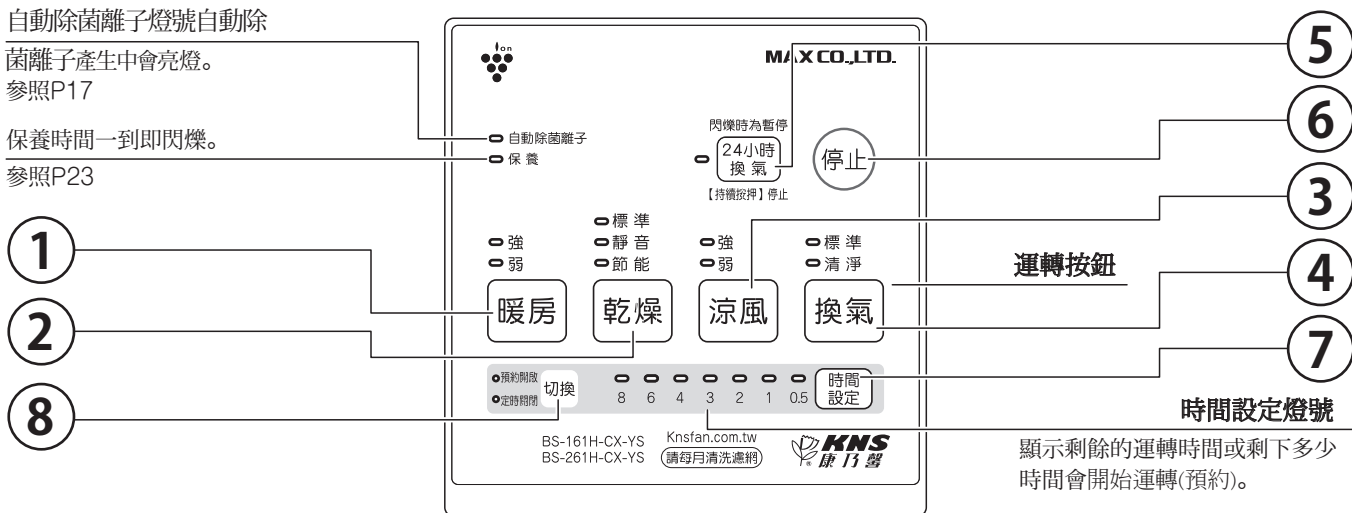 自動除菌離子燈號自動除
菌離子產生中會亮燈。
參照P17
保養時間一到即閃爍。
參照P23
ion
MAX CO.,LTD.
自動除菌離子
保養
閃爍時為暫停
24小時
換氣
【持續按押】停止
停止
強
弱
暖房
標準
靜音
節能
乾燥
強
弱
涼風
標準
清淨
換氣
運轉按鈕
預約開啟
定時關閉
切換
8 6 4 3 2 1 0.5
時間
設定
BS-161H-CX-YS
BS-261H-CX-YS
Knsfan.com.tw
請每月清洗濾網
KNS
康乃馨
®
1
2
8
5
6
3
4
7
時間設定燈號
顯示剩餘的運轉時間或剩下多少
時間會開始運轉(預約)。